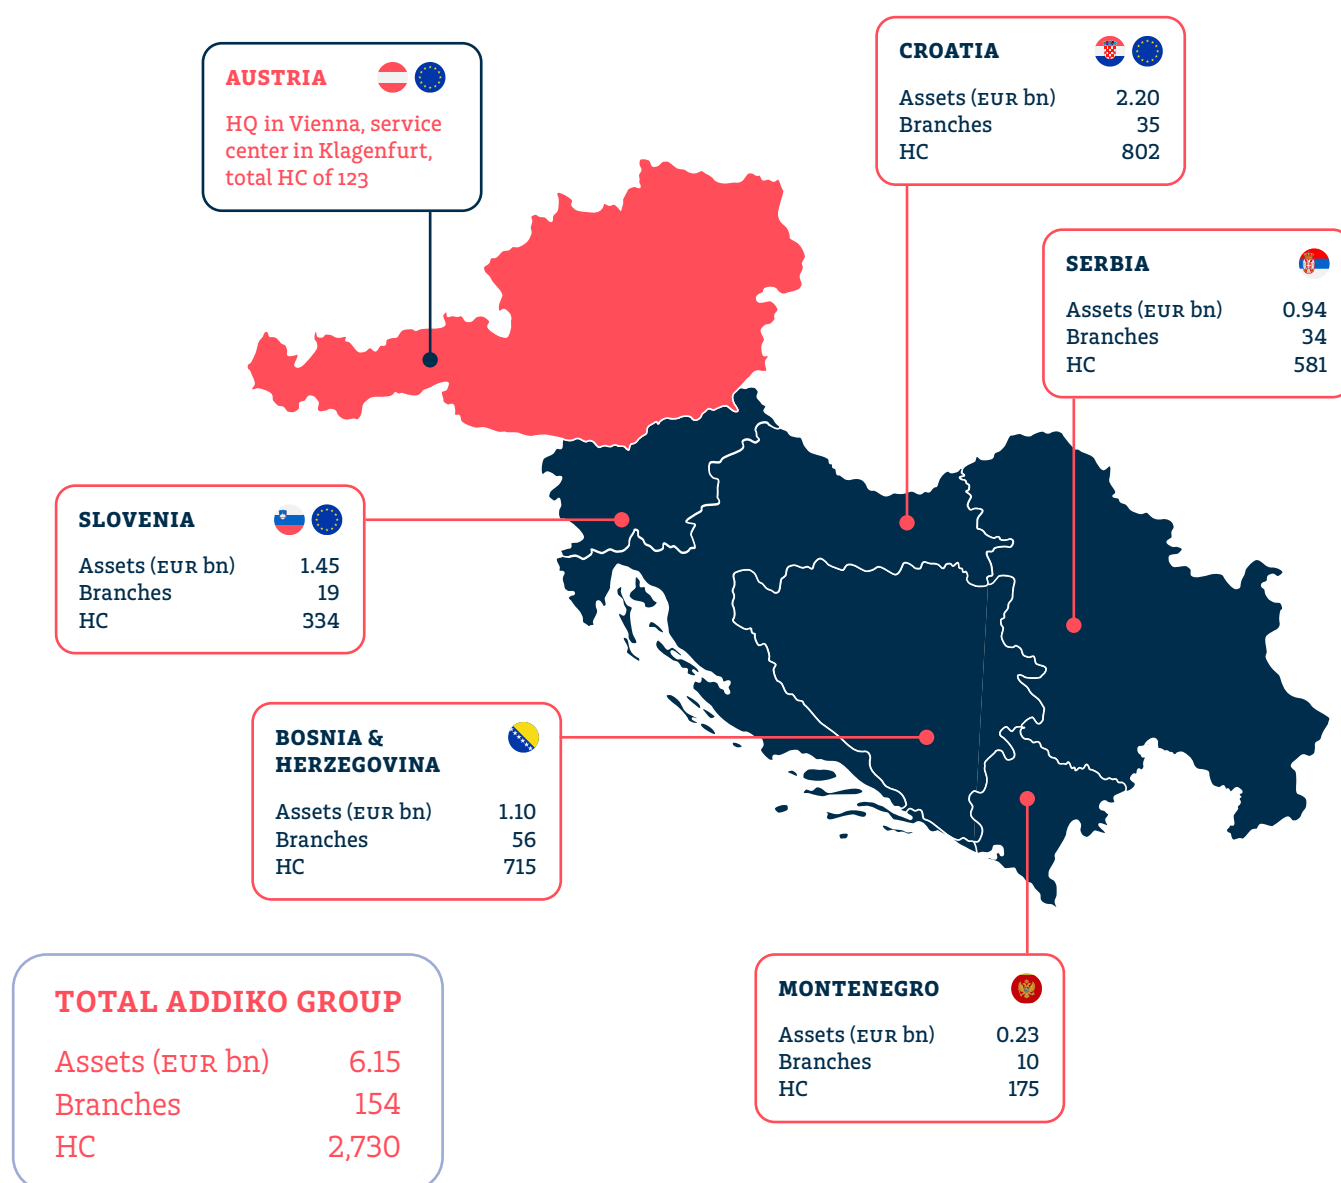 AUSTRIA
HQ in Vienna, service
center in Klagenfurt,
total HC of 123
CROATIA
Assets (EUR bn) 2.20
Branches 35
HC 802
SERBIA
Assets (EUR bn) 0.94
Branches 34
HC 581
SLOVENIA
Assets (EUR bn) 1.45
Branches 19
HC 334
BOSNIA &
HERZEGOVINA
Assets (EUR bn) 1.10
Branches 56
HC 715
MONTENEGRO
Assets (EUR bn) 0.23
Branches 10
HC 175
TOTAL ADDIKO GROUP
Assets (EUR bn) 6.15
Branches 154
HC 2,730